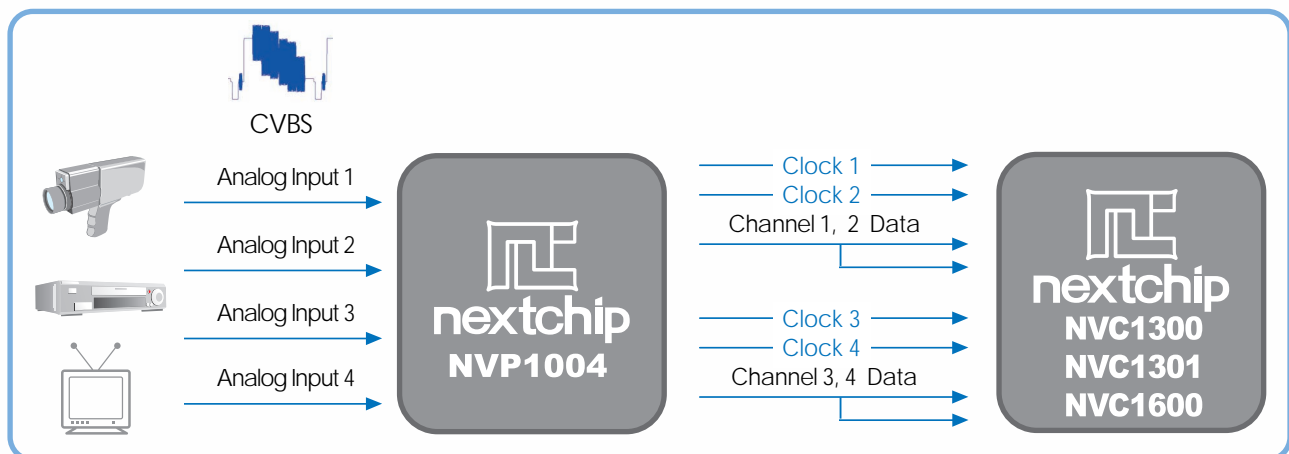 CVBS
Analog Input 1
Analog Input 2
Analog Input 3
Analog Input 4
nextchip
NVP1004
Clock 1
Clock 2
Channel 1, 2 Data
Clock 3
Clock 4
Channel 3, 4 Data
nextchip
NVC1300
NVC1301
NVC1600